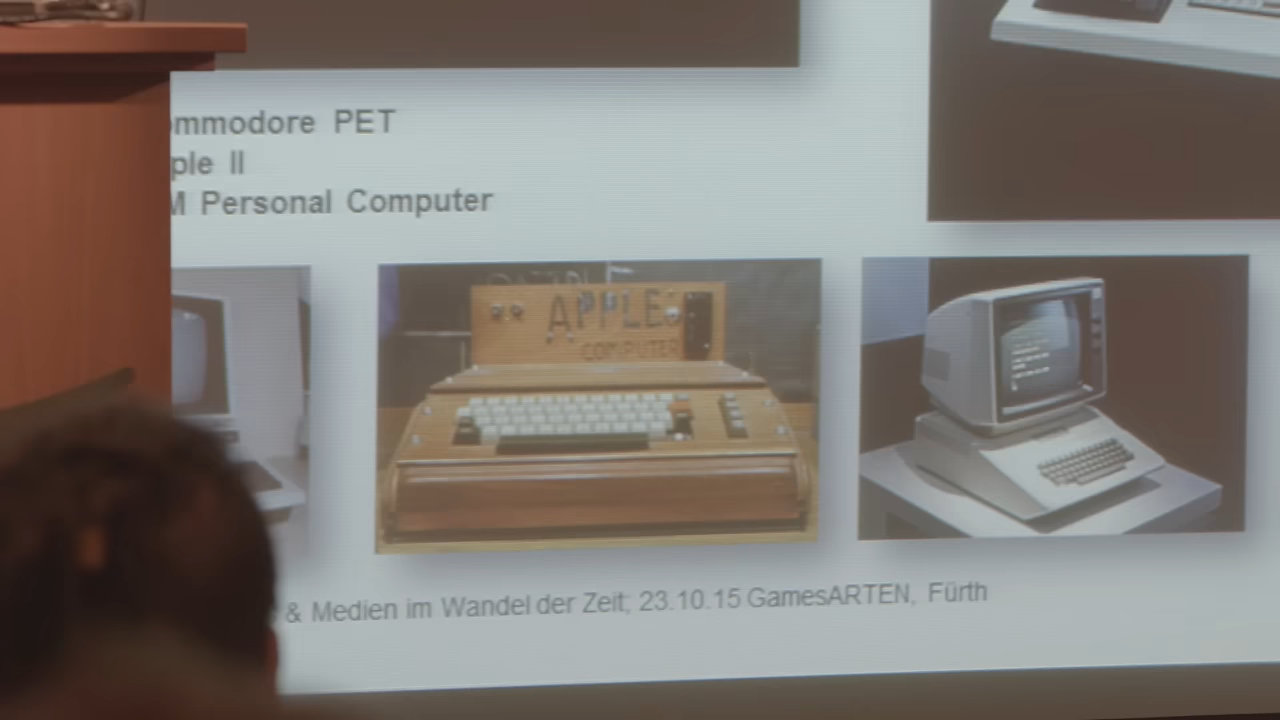 ommodore PET
ple II
M Personal Computer
APPLE
COMPUTER
& Medien im Wandel der Zeit; 23.10.15 GamesARTEN, Fürth